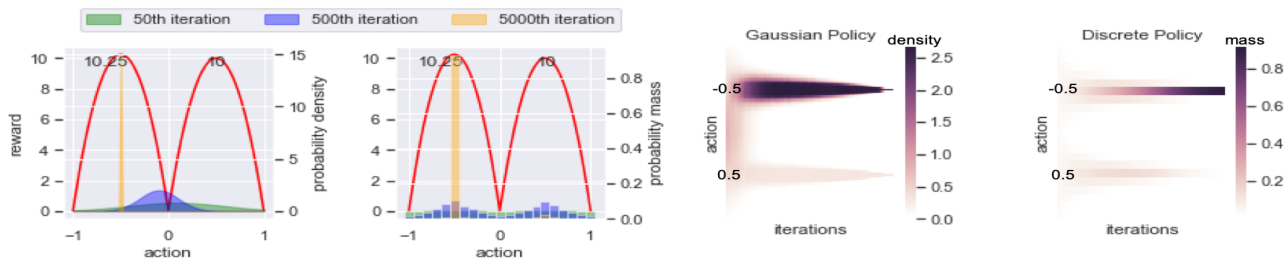 50th iteration 500th iteration 5000th iteration
10.25 10
10
8
6
4
2
0
reward
15
10
5
0
probability density
−1 0 1
action
10.25 10
10
8
6
4
2
0
0.8
0.6
0.4
0.2
0.0
probability mass
−1 0 1
action
Gaussian Policy
density
-0.5
action
0.5
iterations
2.5
2.0
1.5
1.0
0.5
0.0
Discrete Policy
mass
-0.5
action
0.5
iterations
0.8
0.6
0.4
0.2